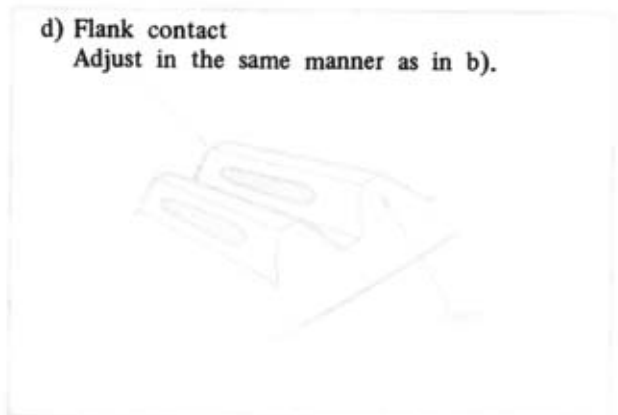 d) Flank contact
Adjust in the same manner as in b).